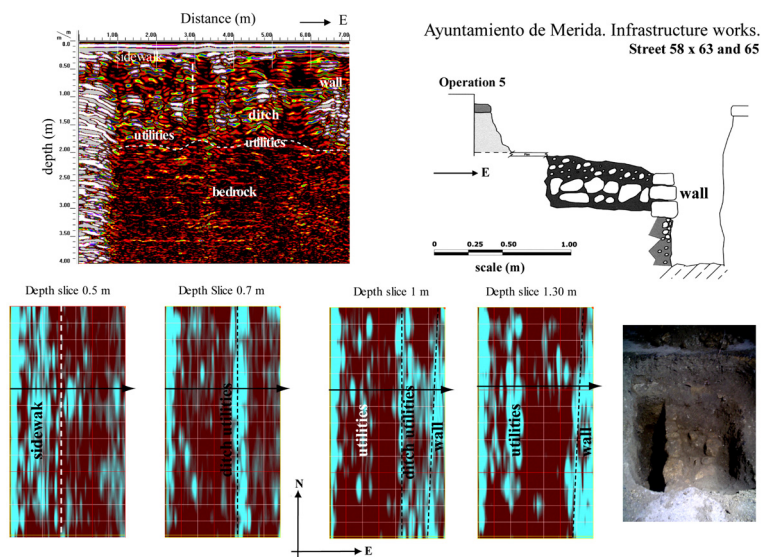 Distance (m)
E
Ayuntamiento de Merida. Infrastructure works.
Street 58 x 63 and 65
0.0 1.00 2.00 3.00 4.00 5.00 6.00 7.00
depth (m)
0.0
0.50
1.00
1.50
2.00
2.50
3.00
3.50
4.00
sidewalk
wall
ditch
utilities
utilities
bedrock
Operation 5
E
wall
0 0.25 0.50 1.00
scale (m)
Depth slice 0.5 m
Depth Slice 0.7 m
Depth slice 1 m
Depth slice 1.30 m
sidewak
ditch utilities
utilities
ditch utilities
wall
utilities
wall
N
E